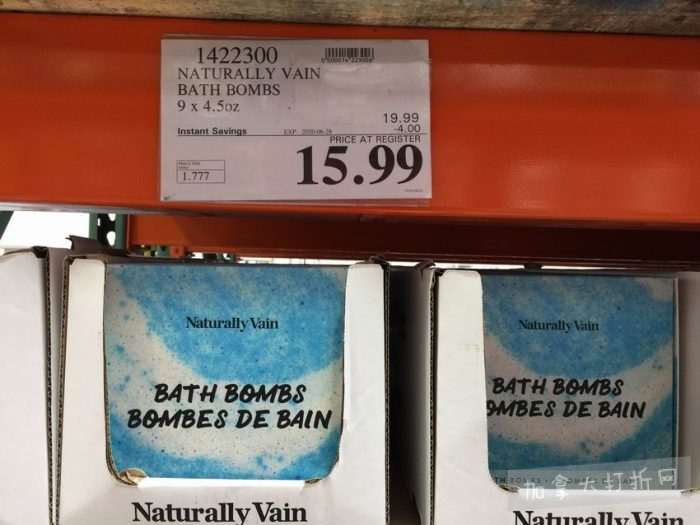 1422300
NATURALLY VAIN
BATH BOMBS
9 x 4.5oz
19.99
Instant Savings
-4.00
PRICE AT REGISTER
15.99
1.777
Naturally Vain
BATH BOMBS
BOMBES DE BAIN
Naturally Vain
Naturally Vain
BATH BOMBS
OMBES DE BAIN
Naturally Vain
加拿大打折网